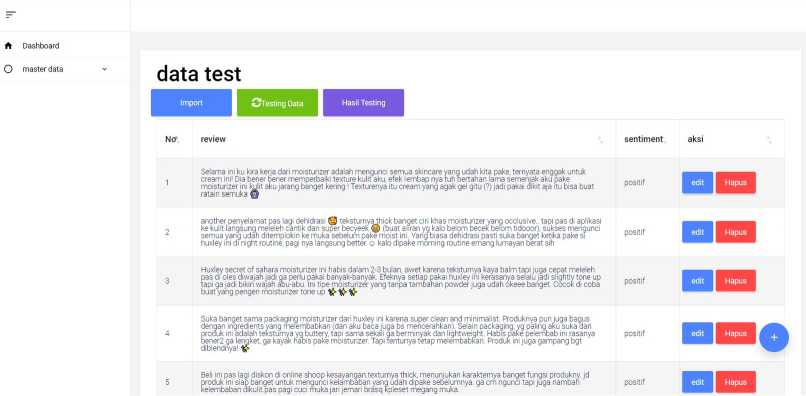 Dashboard
master data
data test
Import
Testing Data
Hasil Testing
No.
review
sentiment
aksi
1
Selama ini ku kira kerja dari moisturizer adalah mengunci semua skincare yang udah kita pake, ternyata enggak untuk
cream ini! Dia bener bener memperbaiki texture kulit aku, efek lembap nya tuh bertahan lama semenjak aku pake
moisturizer ini kulit aku jarang banget kering ! Texturenya itu cream yang agak gel gitu (?) jadi pakai dikit aja itu bisa buat
ratain semuka
positif
edit
Hapus
2
another penyelamat pas lagi dehidrasi 🥰 teksturnya thick banget ciri khas moisturizer yang occlusive.. tapi pas di aplikasi
ke kulit langsung meleleh cantik dan super becyeek (buat aliran yg kalo belom becek belom tidooor), sukses mengunci
semua yang udah ditemplokin ke muka sebelum pake moist ini. Yang biasa dehidrasi pasti suka banget ketika pake si
huxley ini di night routine, pagi nya langsung better. ☺ kalo dipake morning routine emang lumayan berat sih
positif
edit
Hapus
3
Huxley secret of sahara moisturizer ini habis dalam 2-3 bulan, awet karena teksturnya kaya balm tapi juga cepat meleleh
pas di oles diwajah jadi ga perlu pakai banyak-banyak. Efeknya setiap pakai huxley ini kerasanya selalu jadi slightly tone up
tapi ga jadi bikin wajah abu-abu. Ini tipe moisturizer yang tanpa tambahan powder juga udah okeee banget. Cocok di coba
buat yang pengen moisturizer tone up
positif
edit
Hapus
4
Suka banget sama packaging moisturizer dari huxley ini karena super clean and minimalist. Produknya pun juga bagus
dengan ingredients yang melembabkan (dan aku baca juga bs mencerahkan). Selain packaging, yg paling aku suka dari
produk ini adalah teksturnya yg buttery, tapi sama sekali ga berminyak dan lightweight. Habis pake pelembab ini rasanya
bener2 ga lengket, ga kayak habis pake moisturizer. Tapi tentunya tetap melembabkan. Produk ini juga gampang bgt
diblendnya!
positif
edit
Hapus
+
5
Beli ini pas lagi diskon di online shoop kesayangan.texturnya thick, menunjukan karakternya banget fungsi produkny. jd
produk ini siap banget untuk mengunci kelambaban yang udah dipake sebelumnya. ga cm ngunci tapi juga nambah
kelembaban dikulit.pas pagi cuci muka jari jemari brasq kpleset megang muka.
positif
edit
Hapus